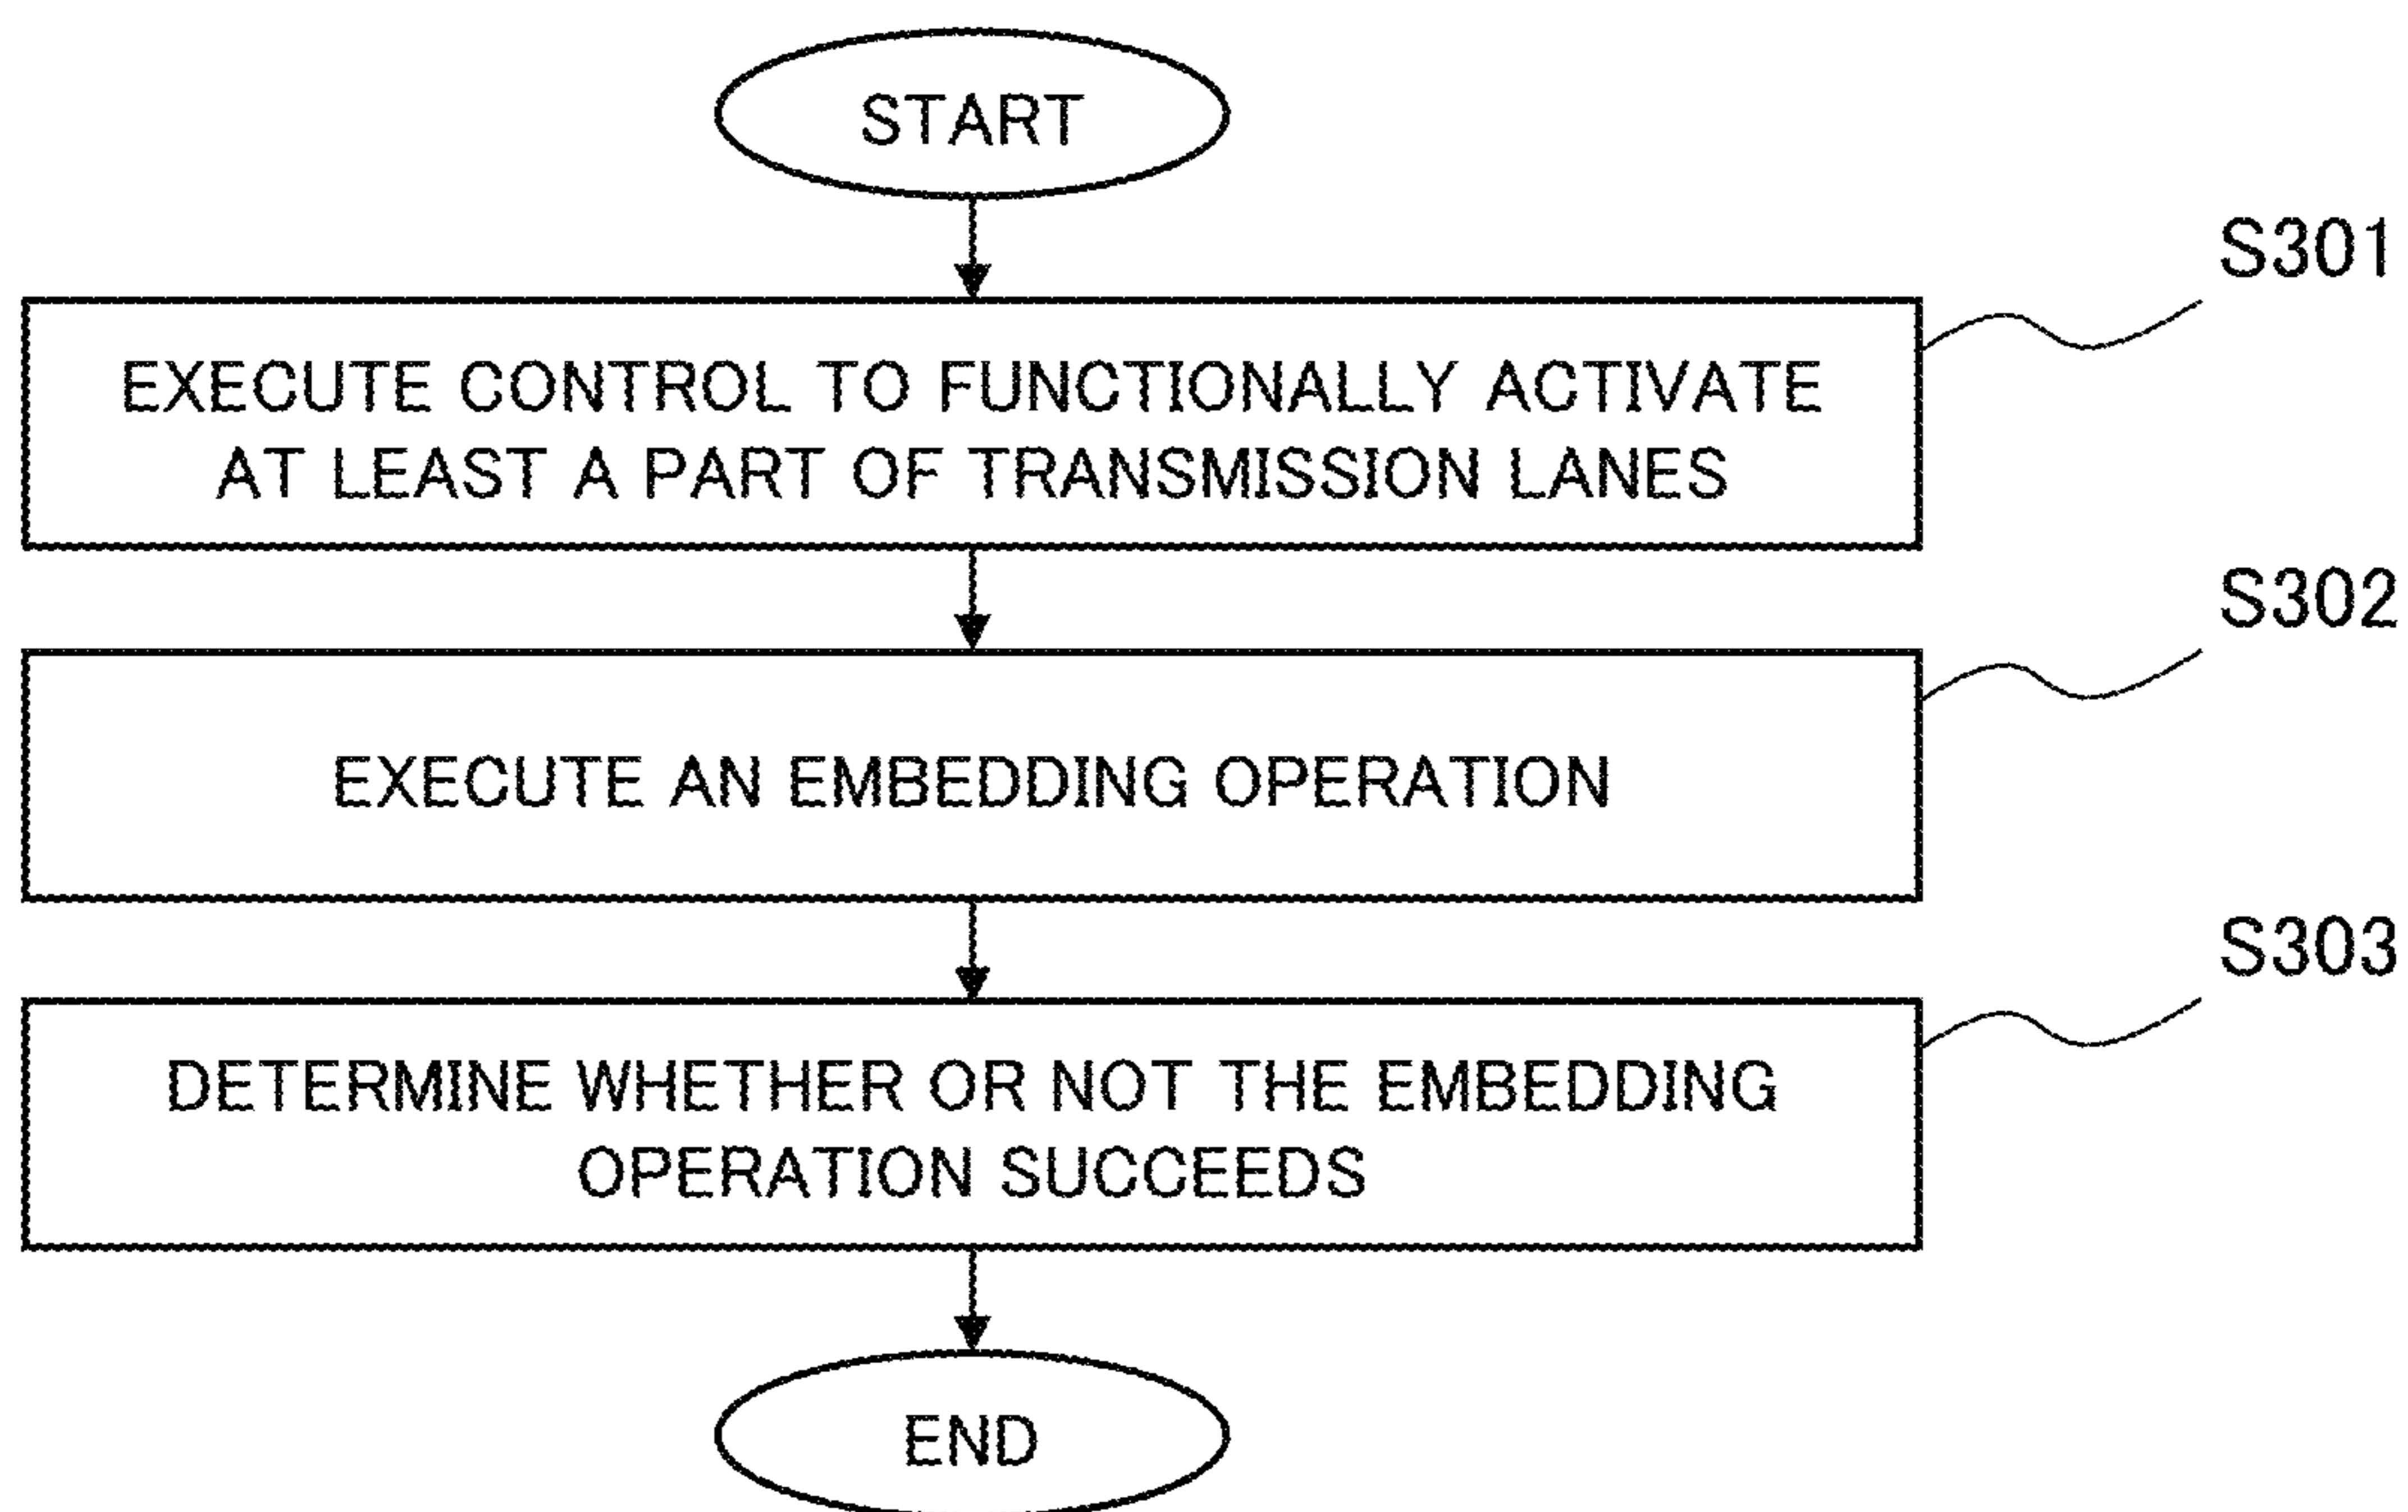 START
S301
EXECUTE CONTROL TO FUNCTIONALLY ACTIVATE
AT LEAST A PART OF TRANSMISSION LANES
S302
EXECUTE AN EMBEDDING OPERATION
S303
DETERMINE WHETHER OR NOT THE EMBEDDING
OPERATION SUCCEEDS
END